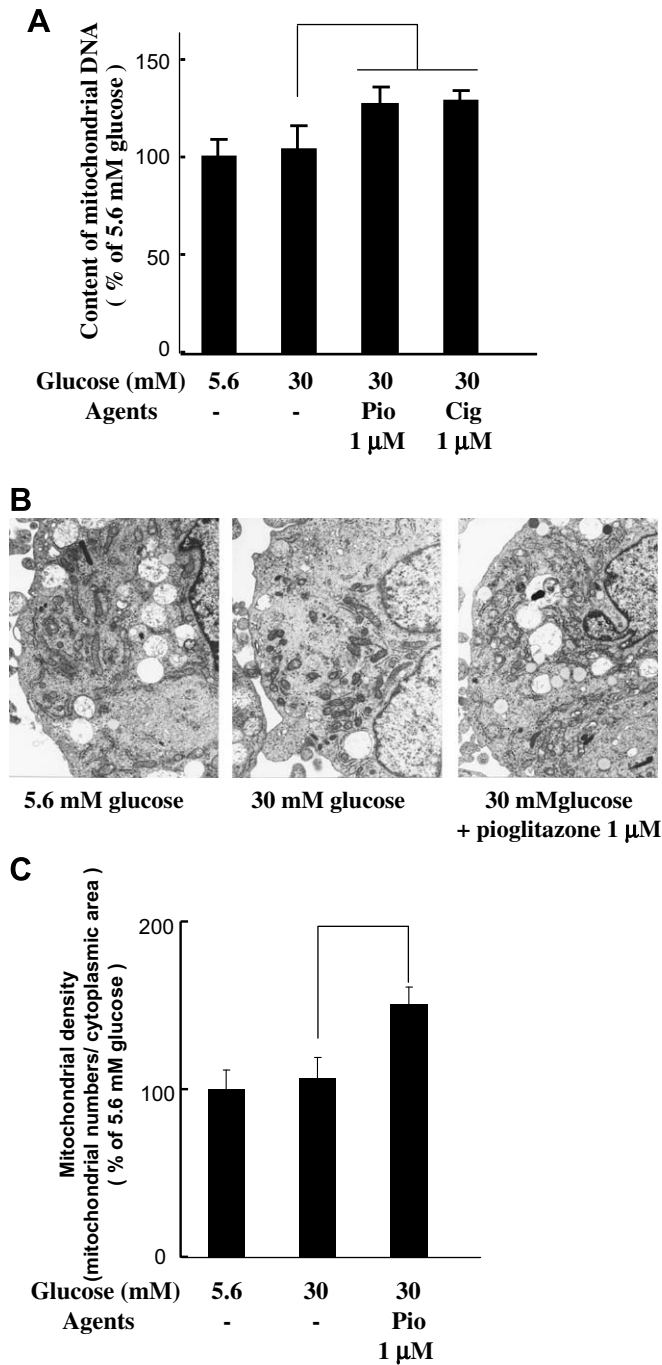 A
Content of mitochondrial DNA
( % of 5.6 mM glucose )
150
100
50
0
Glucose (mM) 5.6 30 30 30
Agents - - Pio Cig
1 μM 1 μM
B
5.6 mM glucose
30 mM glucose
30 mMglucose
+ pioglitazone 1 μM
C
Mitochondrial density
(mitochondrial numbers/ cytoplasmic area)
( % of 5.6 mM glucose )
200
100
0
Glucose (mM) 5.6 30 30
Agents - - Pio
1 μM